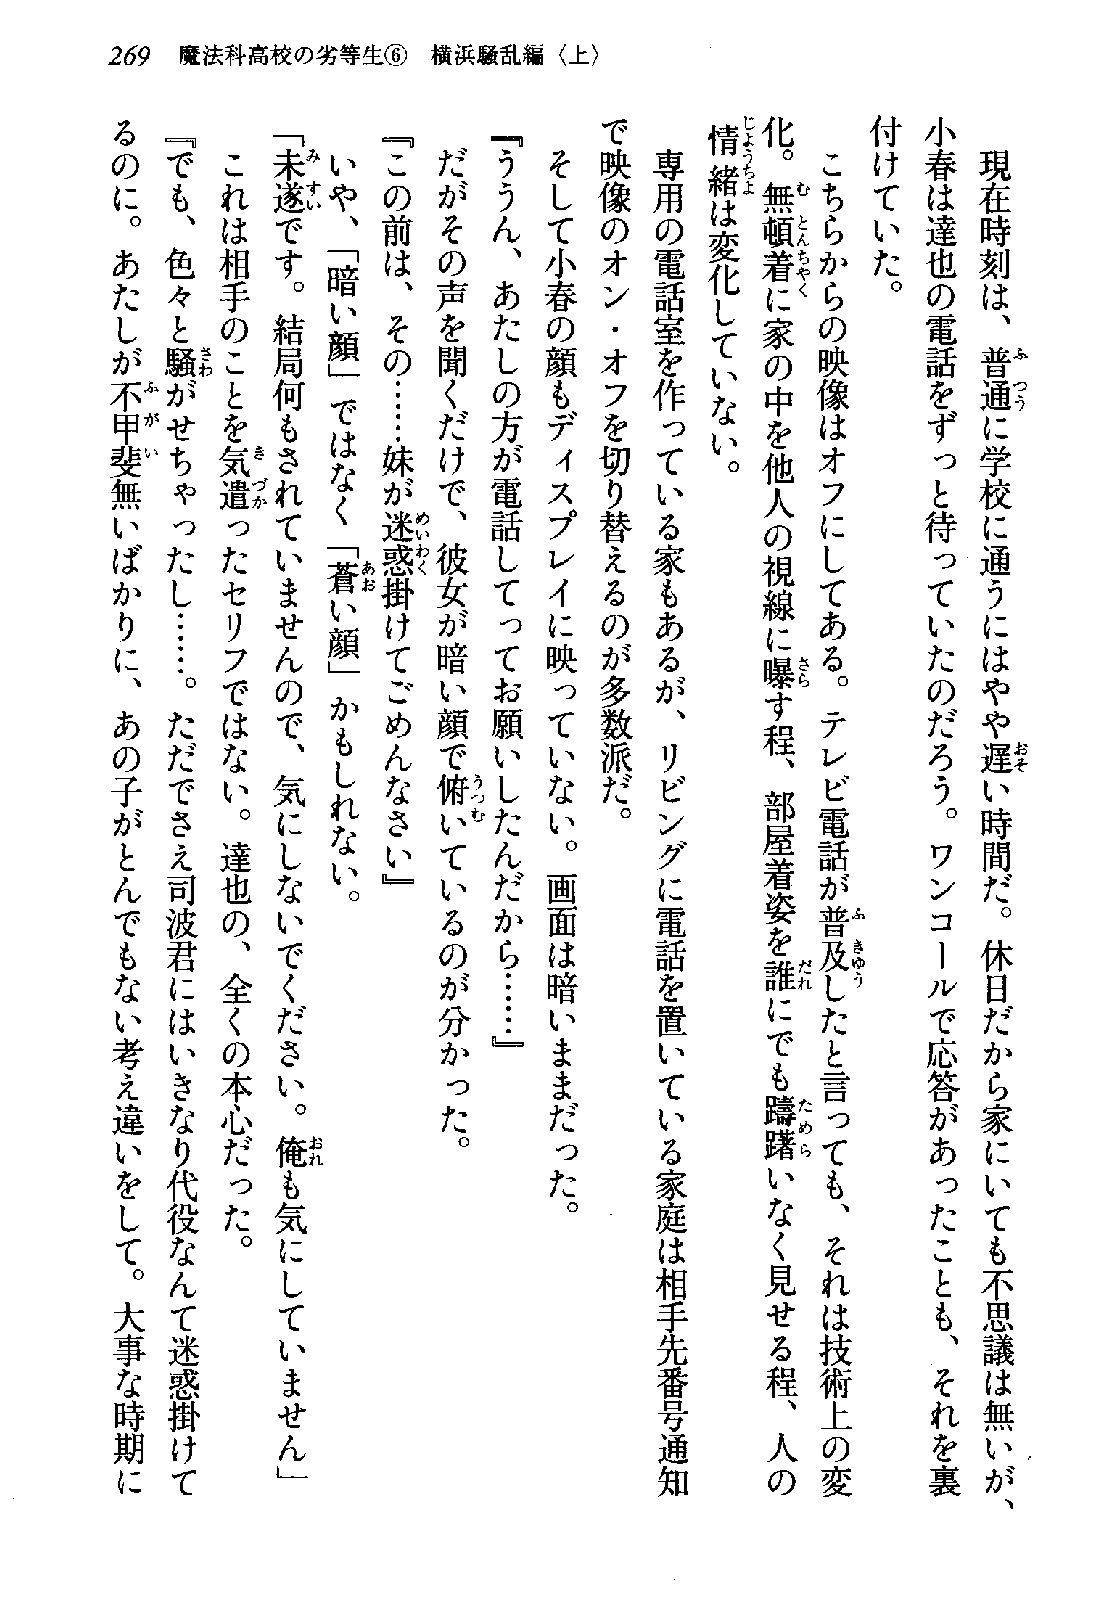 269　魔法科高校の劣等生⑥　横浜騒乱編〈上〉
　現在時刻は、普通に学校に通うにはやや遅い時間だ。休日だから家にいても不思議は無いが、
小春は達也の電話をずっと待っていたのだろう。ワンコールで応答があったことも、それを裏
付けていた。
　こちらからの映像はオフにしてある。テレビ電話が普及したと言っても、それは技術上の変
化。無頓着に家の中を他人の視線に曝す程、部屋着姿を誰にでも躊躇いなく見せる程、人の
情緒は変化していない。
　専用の電話室を作っている家もあるが、リビングに電話を置いている家庭は相手先番号通知
で映像のオン・オフを切り替えるのが多数派だ。
　そして小春の顔もディスプレイに映っていない。画面は暗いままだった。
『ううん、あたしの方が電話してってお願いしたんだから……』
　だがその声を聞くだけで、彼女が暗い顔で俯いているのが分かった。
『この前は、その……妹が迷惑掛けてごめんなさい』
　いや、「暗い顔」ではなく「蒼い顔」かもしれない。
「未遂です。結局何もされていませんので、気にしないでください。俺も気にしていません」
　これは相手のことを気遣ったセリフではない。達也の、全くの本心だった。
『でも、色々と騒がせちゃったし……。ただでさえ司波君にはいきなり代役なんて迷惑掛けて
るのに。あたしが不甲斐無いばかりに、あの子がとんでもない考え違いをして。大事な時期に